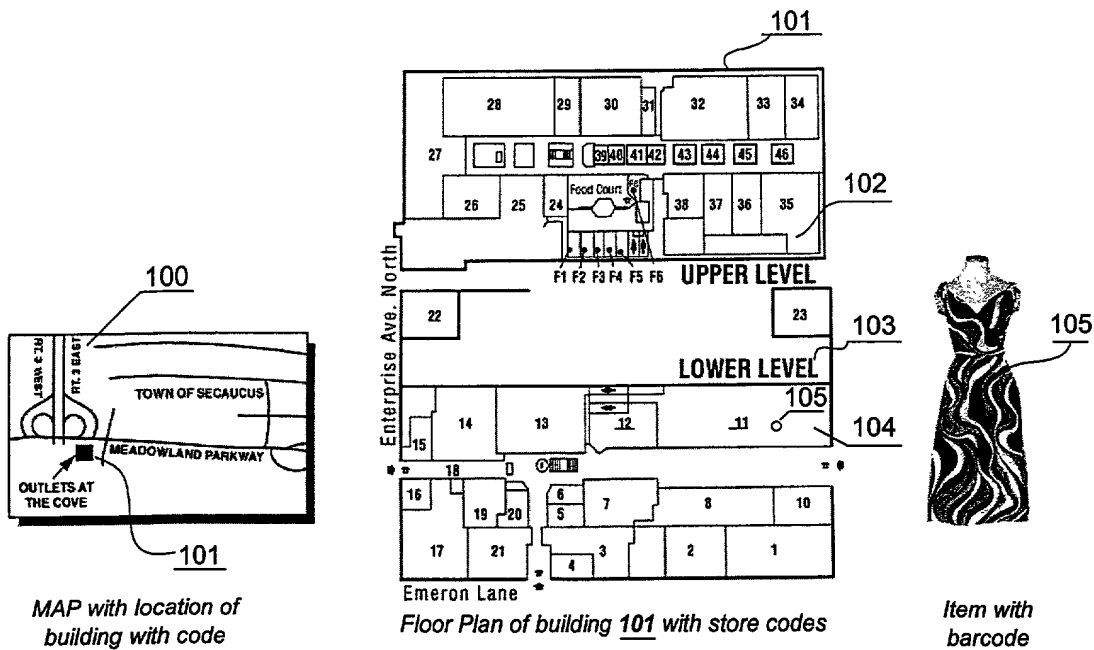 100
RT. 3 WEST
RT. 3 EAST
TOWN OF SECAUCUS
MEADOWLAND PARKWAY
OUTLETS AT
THE COVE
101
MAP with location of
building with code
101
28 29 30 31 32 33 34
27
39 40 41 42 43 44 45 46
26 25 24 Food Court 38 37 36 35
102
F1 F2 F3 F4 F5 F6
UPPER LEVEL
Enterprise Ave. North
22 23
103
LOWER LEVEL
105
15 14 13 12 11
104
18
16 6 7 8 10
19 20 5
17 21 4 3 2 1
Emeron Lane
Floor Plan of building 101 with store codes
105
Item with
barcode